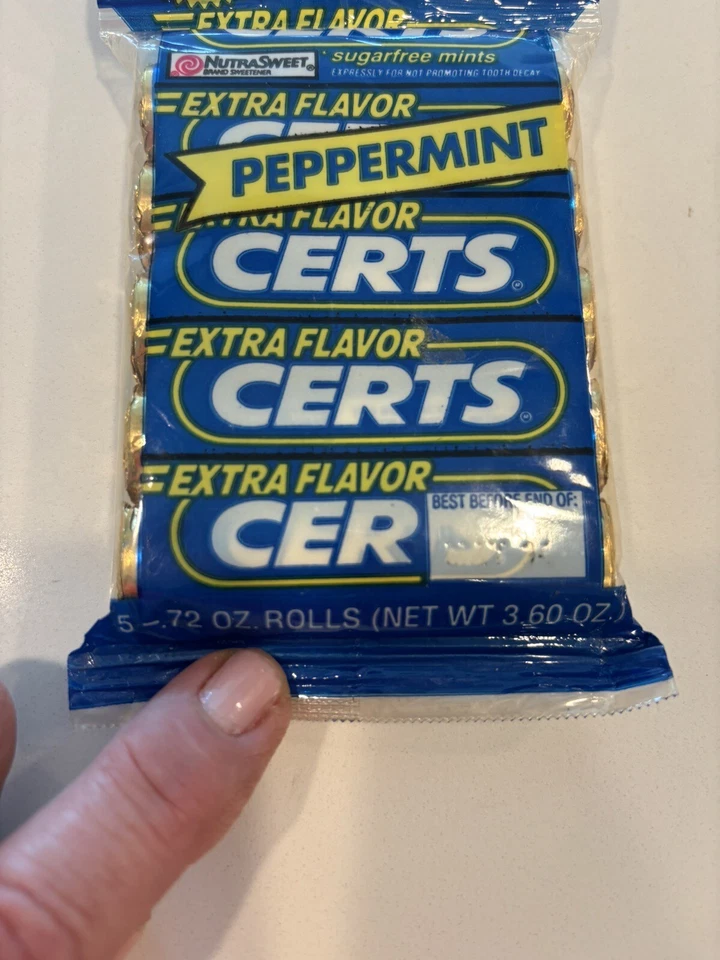 EXTRA FLAVOR
CERTS
NUTRASWEET®
BRAND SWEETENER
sugarfree mints
EXPRESSLY FOR NOT PROMOTING TOOTH DECAY
EXTRA FLAVOR
PEPPERMINT
EXTRA FLAVOR
CERTS®
EXTRA FLAVOR
CERTS®
EXTRA FLAVOR
CER
BEST BEFORE END OF:
5 – .72 OZ. ROLLS (NET WT 3.60 OZ.)